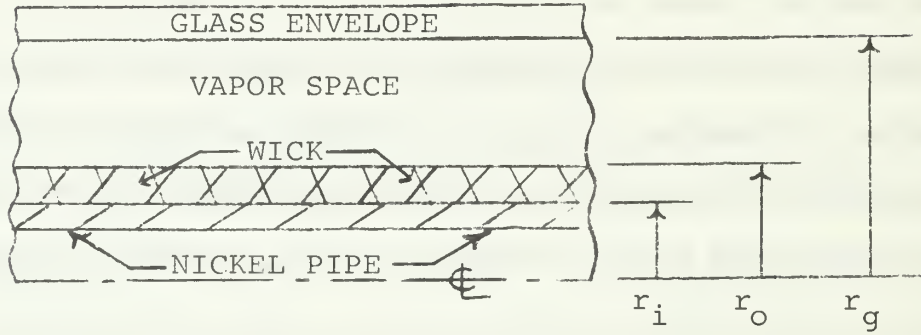 GLASS ENVELOPE
VAPOR SPACE
WICK
NICKEL PIPE
℄
r_i r_o r_g